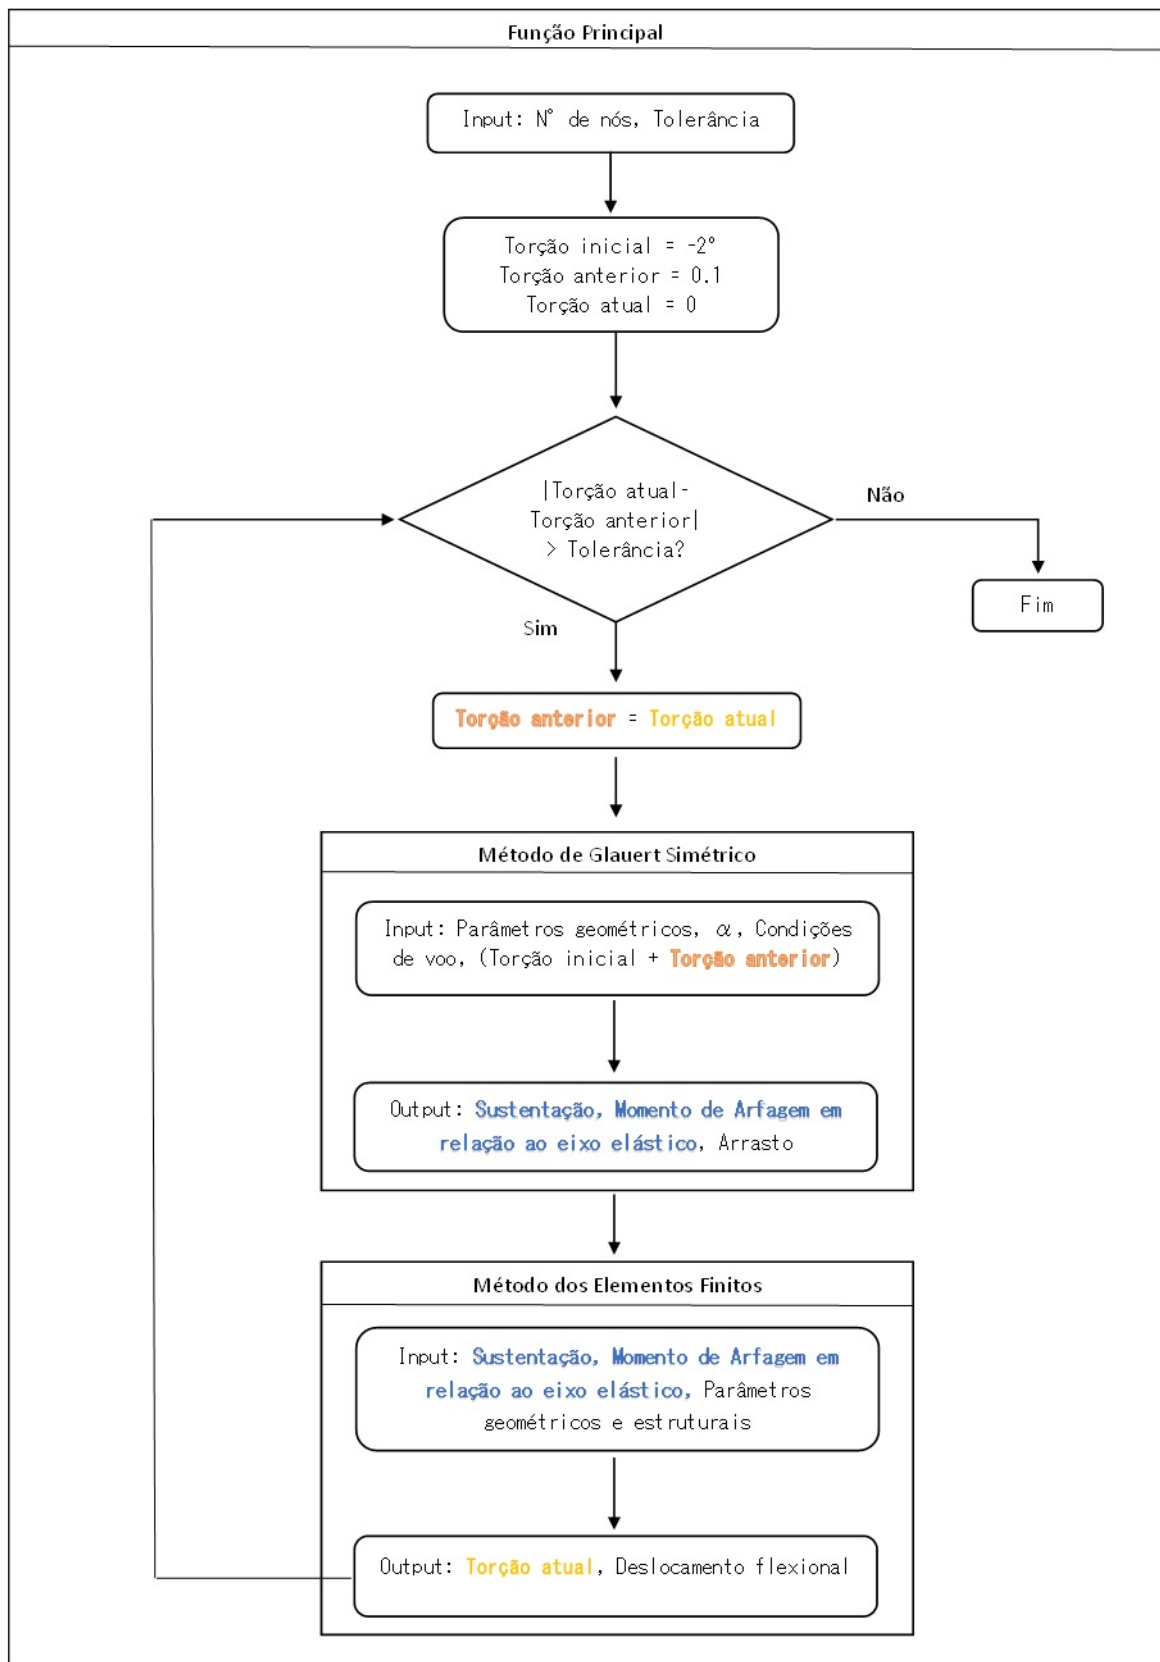 Função Principal
Input: N° de nós, Tolerância
Torção inicial = -2°
Torção anterior = 0.1
Torção atual = 0
|Torção atual-
Torção anterior|
> Tolerância?
Não
Fim
Sim
Torção anterior = Torção atual
Método de Glauert Simétrico
Input: Parâmetros geométricos, α, Condições
de voo, (Torção inicial + Torção anterior)
Output: Sustentação, Momento de Arfagem em
relação ao eixo elástico, Arrasto
Método dos Elementos Finitos
Input: Sustentação, Momento de Arfagem em
relação ao eixo elástico, Parâmetros
geométricos e estruturais
Output: Torção atual, Deslocamento flexional